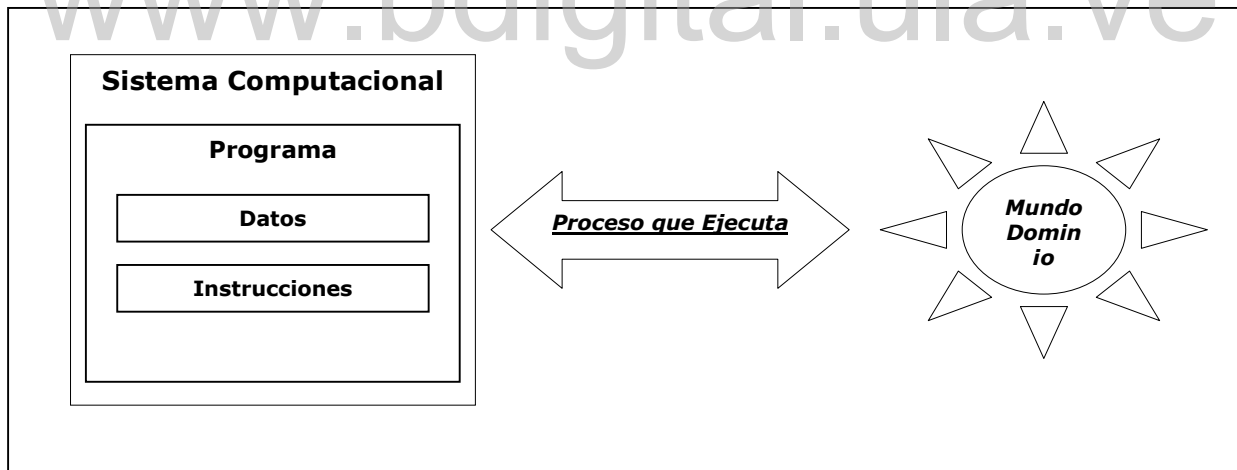 www.bdigital.ula.ve
Sistema Computacional
Programa
Datos
Instrucciones
Proceso que Ejecuta
Mundo
Domin
io